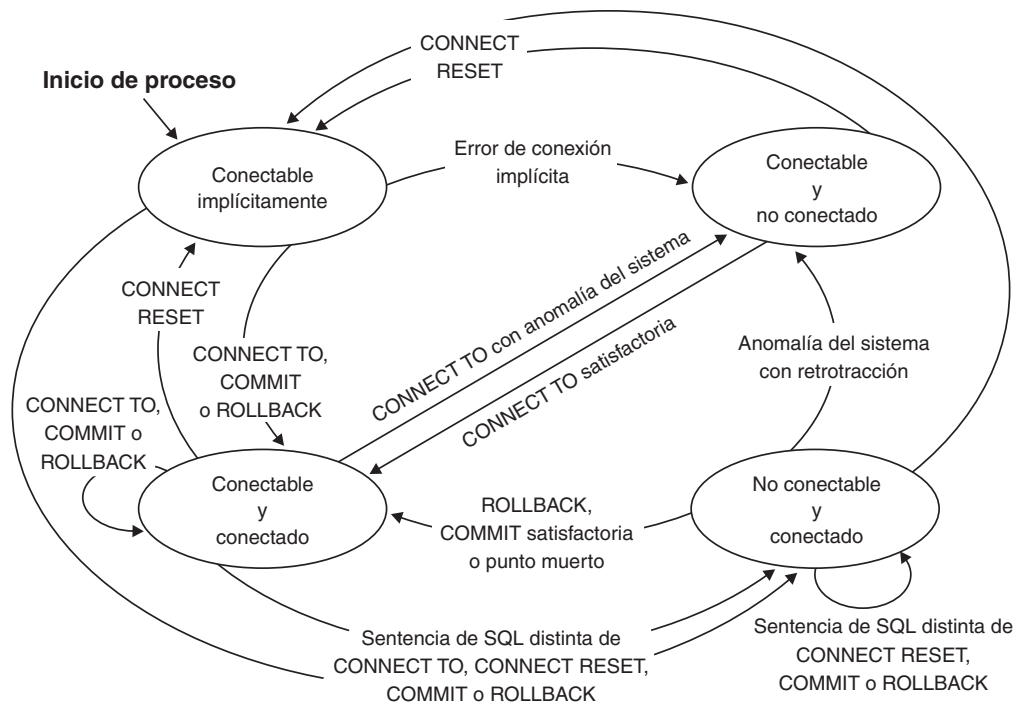 CONNECT
RESET
Inicio de proceso
Conectable
implícitamente
Error de conexión
implícita
Conectable
y
no conectado
CONNECT
RESET
CONNECT TO,
COMMIT
o ROLLBACK
CONNECT TO con anomalía del sistema
CONNECT TO satisfactoria
Anomalía del sistema
con retrotracción
CONNECT TO,
COMMIT o
ROLLBACK
Conectable
y
conectado
ROLLBACK,
COMMIT satisfactoria
o punto muerto
No conectable
y
conectado
Sentencia de SQL distinta de
CONNECT TO, CONNECT RESET,
COMMIT o ROLLBACK
Sentencia de SQL distinta de
CONNECT RESET,
COMMIT o ROLLBACK